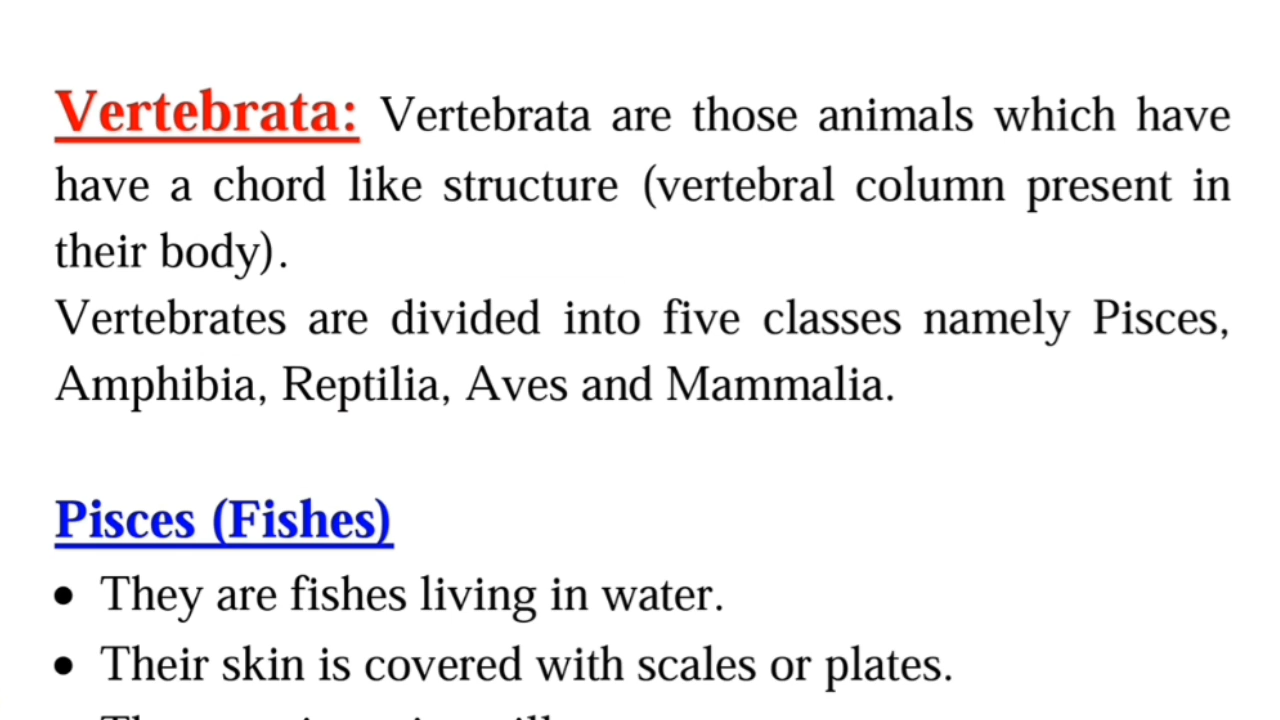 Vertebrata: Vertebrata are those animals which have
have a chord like structure (vertebral column present in
their body).
Vertebrates are divided into five classes namely Pisces,
Amphibia, Reptilia, Aves and Mammalia.
Pisces (Fishes)
• They are fishes living in water.
• Their skin is covered with scales or plates.